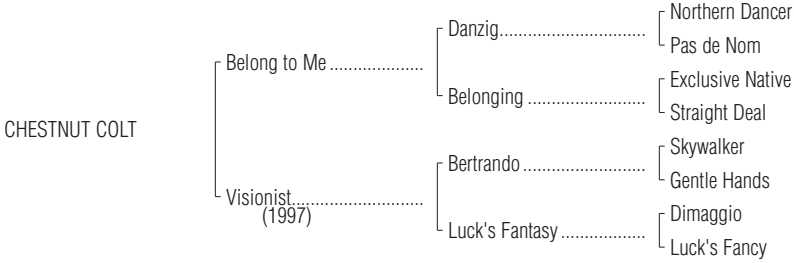 Northern Dancer
Danzig..............................
Pas de Nom
Belong to Me ...................
Exclusive Native
Belonging ........................
Straight Deal
CHESTNUT COLT
Skywalker
Bertrando .........................
Gentle Hands
Visionist...........................
(1997)
Dimaggio
Luck's Fantasy .................
Luck's Fancy